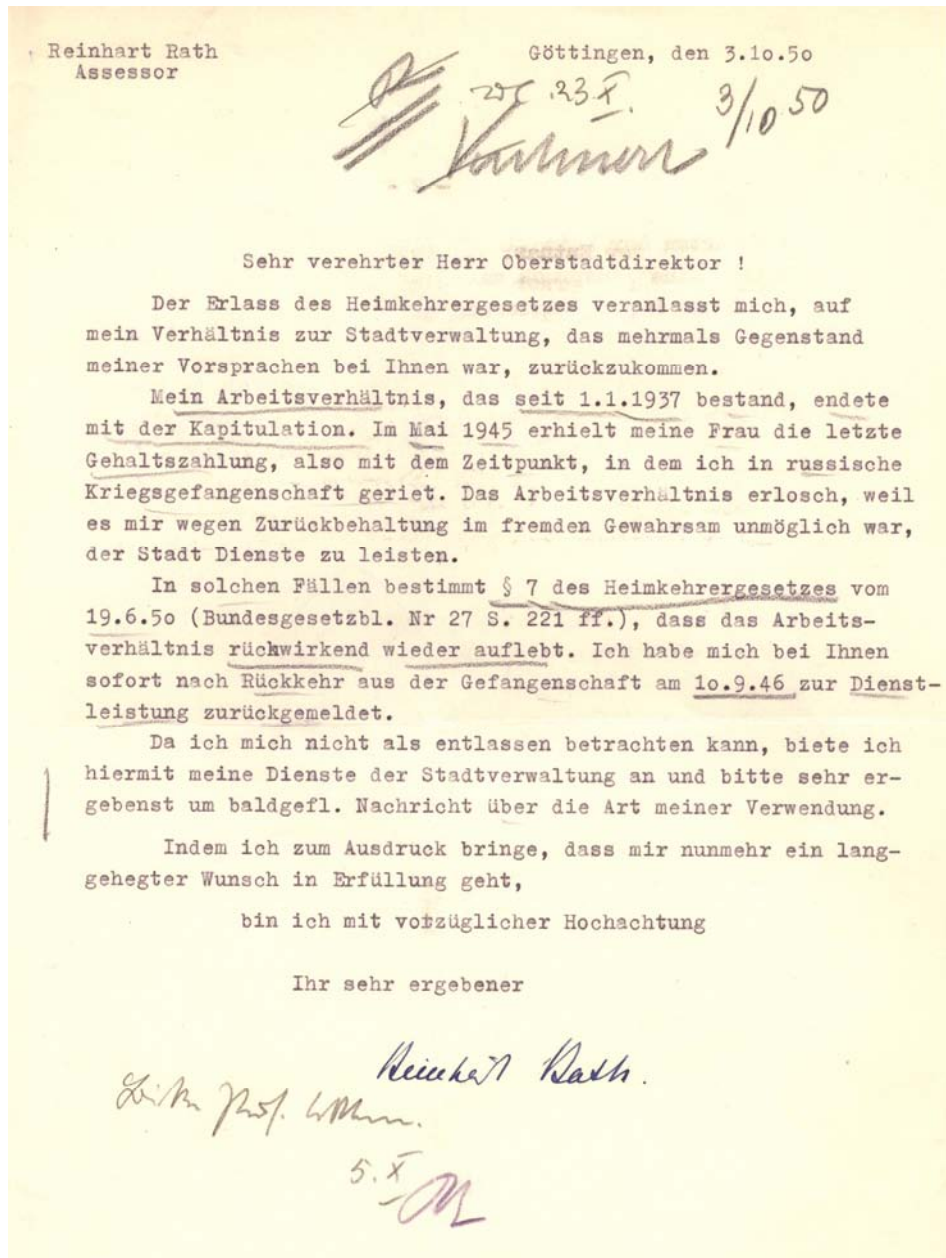 Reinhart Rath
Assessor
Göttingen, den 3.10.50
23.X.
3/10 50
Sehr verehrter Herr Oberstadtdirektor !
Der Erlass des Heimkehrergesetzes veranlasst mich, auf
mein Verhältnis zur Stadtverwaltung, das mehrmals Gegenstand
meiner Vorsprachen bei Ihnen war, zurückzukommen.
Mein Arbeitsverhältnis, das seit 1.1.1937 bestand, endete
mit der Kapitulation. Im Mai 1945 erhielt meine Frau die letzte
Gehaltszahlung, also mit dem Zeitpunkt, in dem ich in russische
Kriegsgefangenschaft geriet. Das Arbeitsverhältnis erlosch, weil
es mir wegen Zurückbehaltung im fremden Gewahrsam unmöglich war,
der Stadt Dienste zu leisten.
In solchen Fällen bestimmt § 7 des Heimkehrergesetzes vom
19.6.50 (Bundesgesetzbl. Nr 27 S. 221 ff.), dass das Arbeits-
verhältnis rückwirkend wieder auflebt. Ich habe mich bei Ihnen
sofort nach Rückkehr aus der Gefangenschaft am 10.9.46 zur Dienst-
leistung zurückgemeldet.
Da ich mich nicht als entlassen betrachten kann, biete ich
hiermit meine Dienste der Stadtverwaltung an und bitte sehr er-
gebenst um baldgefl. Nachricht über die Art meiner Verwendung.
Indem ich zum Ausdruck bringe, dass mir nunmehr ein lang-
gehegter Wunsch in Erfüllung geht,
bin ich mit vorzüglicher Hochachtung
Ihr sehr ergebener
Reinhart Rath.
5.X